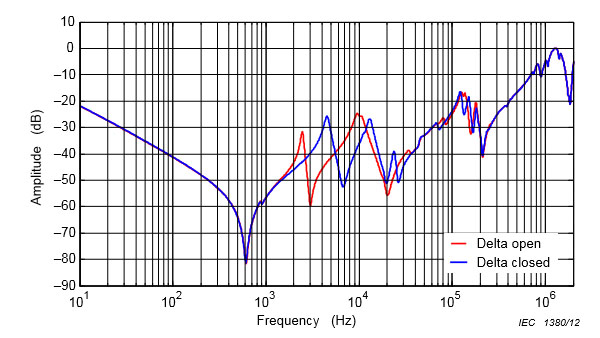 10
0
–10
–20
–30
–40
–50
–60
–70
–80
–90
Amplitude (dB)
Delta open
Delta closed
10¹ 10² 10³ 10⁴ 10⁵ 10⁶
Frequency (Hz)
IEC 1380/12